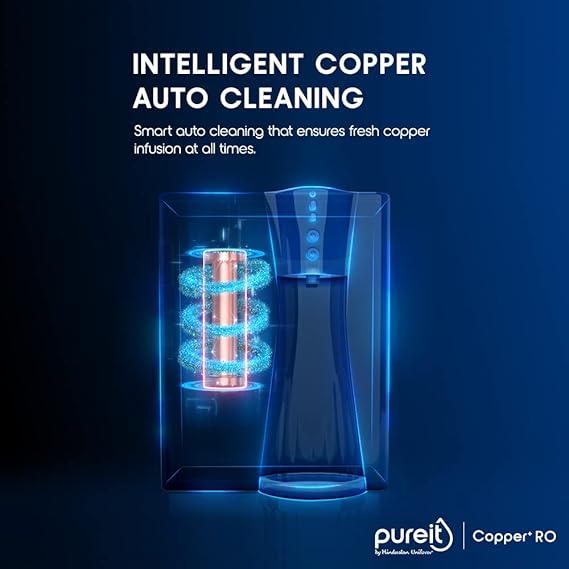 INTELLIGENT COPPER
AUTO CLEANING
Smart auto cleaning that ensures fresh copper
infusion at all times.
pureit
by Hindustan Unilever
Copper+ RO